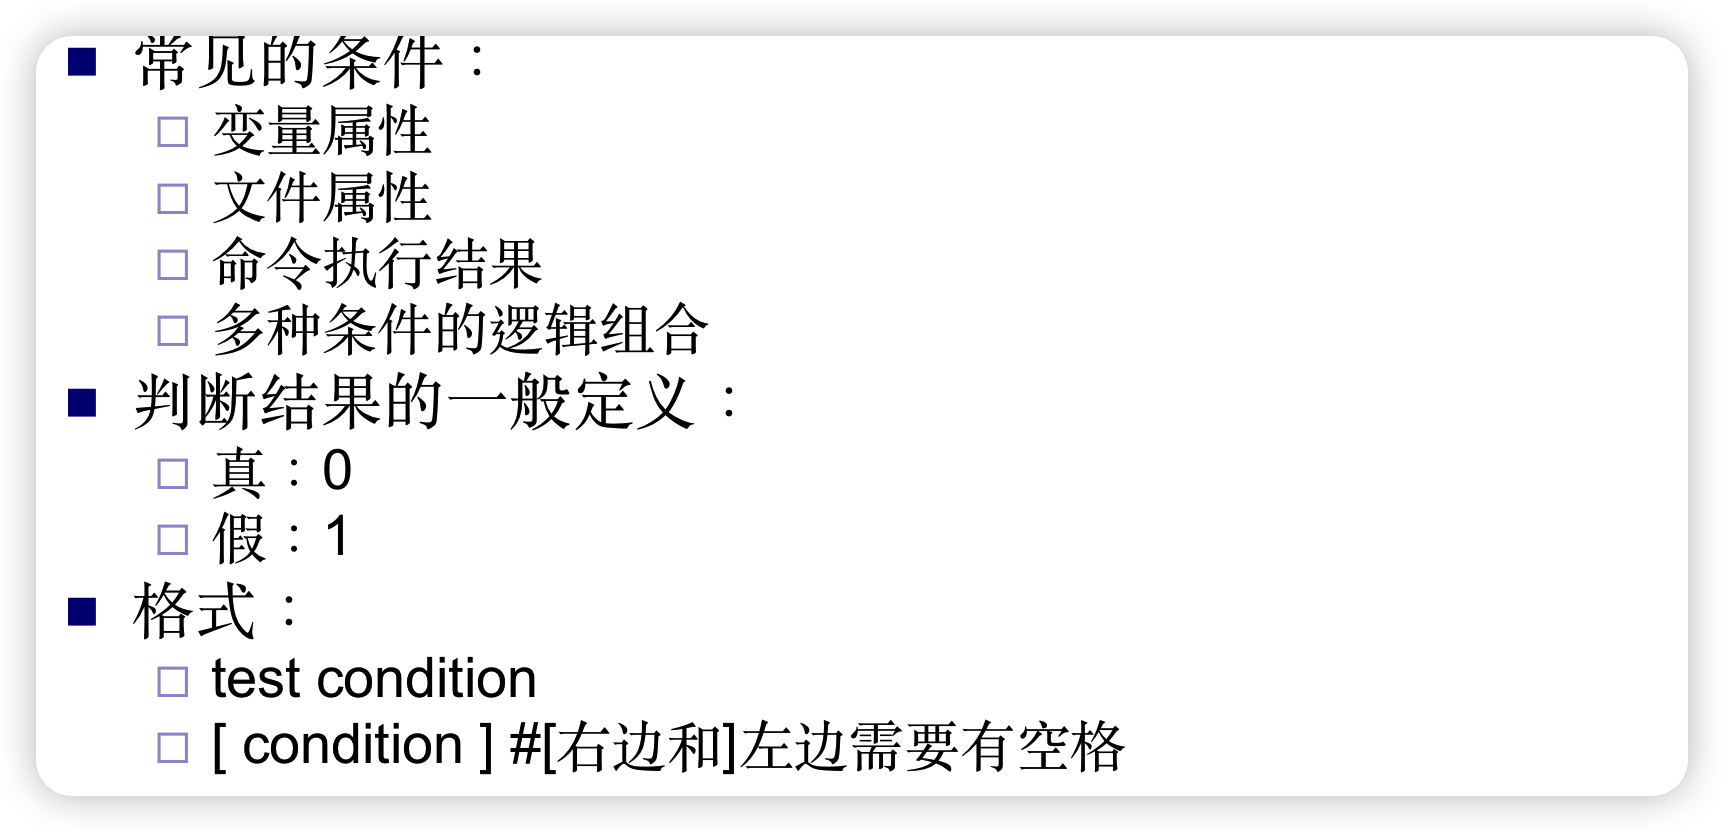 常见的条件：
变量属性
文件属性
命令执行结果
多种条件的逻辑组合
判断结果的一般定义：
真：0
假：1
格式：
test condition
[ condition ] #[右边和]左边需要有空格